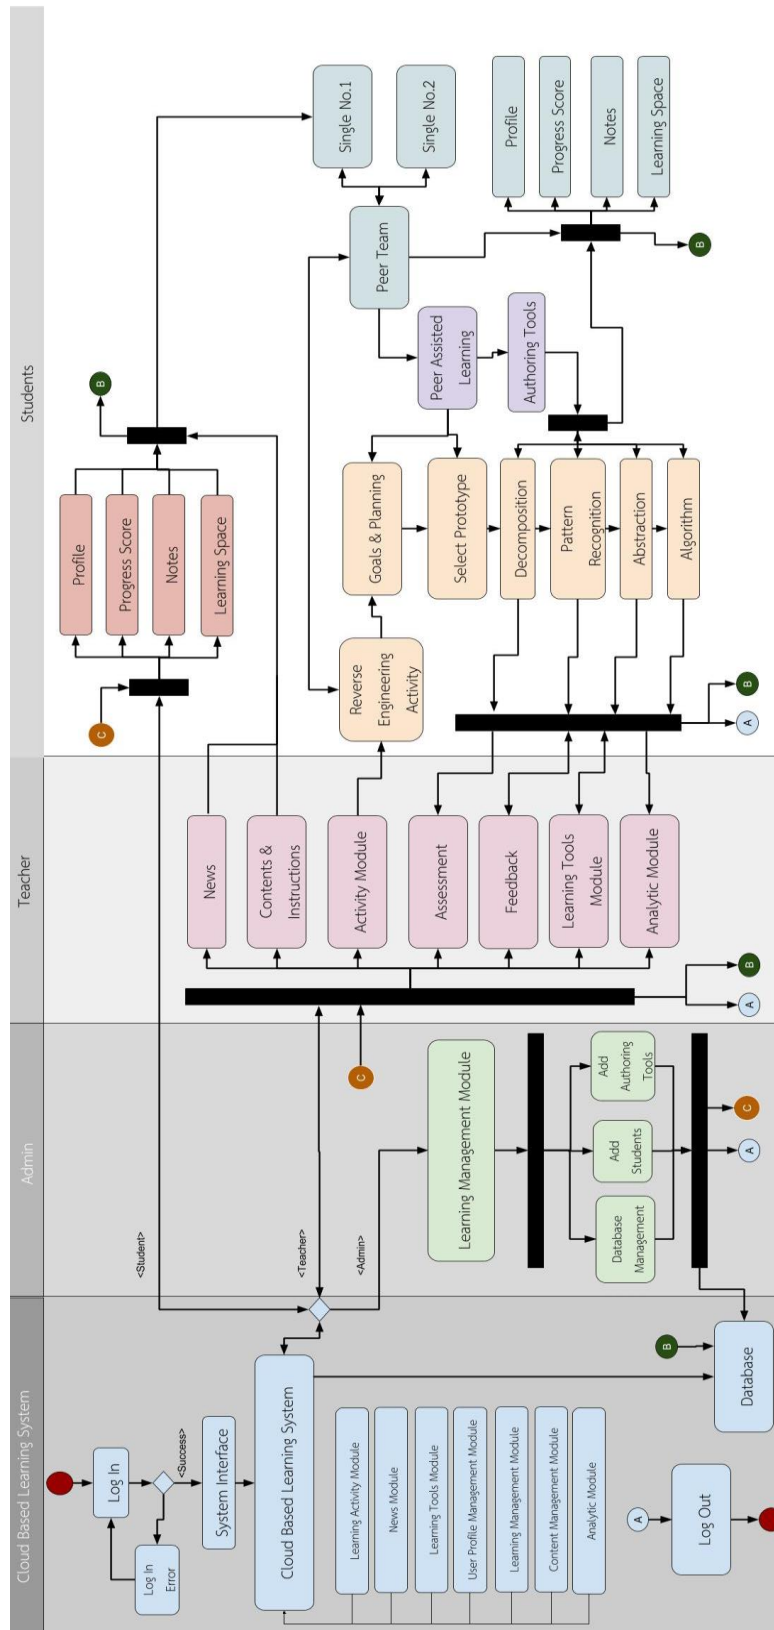 Cloud Based Learning System
Admin
Teacher
Students
Log In
Log In
Error
<Success>
System Interface
Cloud Based Learning System
Learning Activity Module
News Module
Learning Tools Module
User Profile Management Module
Learning Management Module
Content Management Module
Analytic Module
A
Log Out
B
Database
<Student>
<Teacher>
<Admin>
Learning Management Module
Database
Management
Add
Students
Add
Authoring
Tools
A
C
C
News
Contents &
Instructions
Activity Module
Assessment
Feedback
Learning Tools
Module
Analytic Module
A
B
C
Profile
Progress Score
Notes
Learning Space
B
Reverse
Engineering
Activity
Goals & Planning
Select Prototype
Decomposition
Pattern
Recognition
Abstraction
Algorithm
A
B
Peer Assisted
Learning
Authoring Tools
Peer Team
Single No.1
Single No.2
Profile
Progress Score
Notes
Learning Space
B